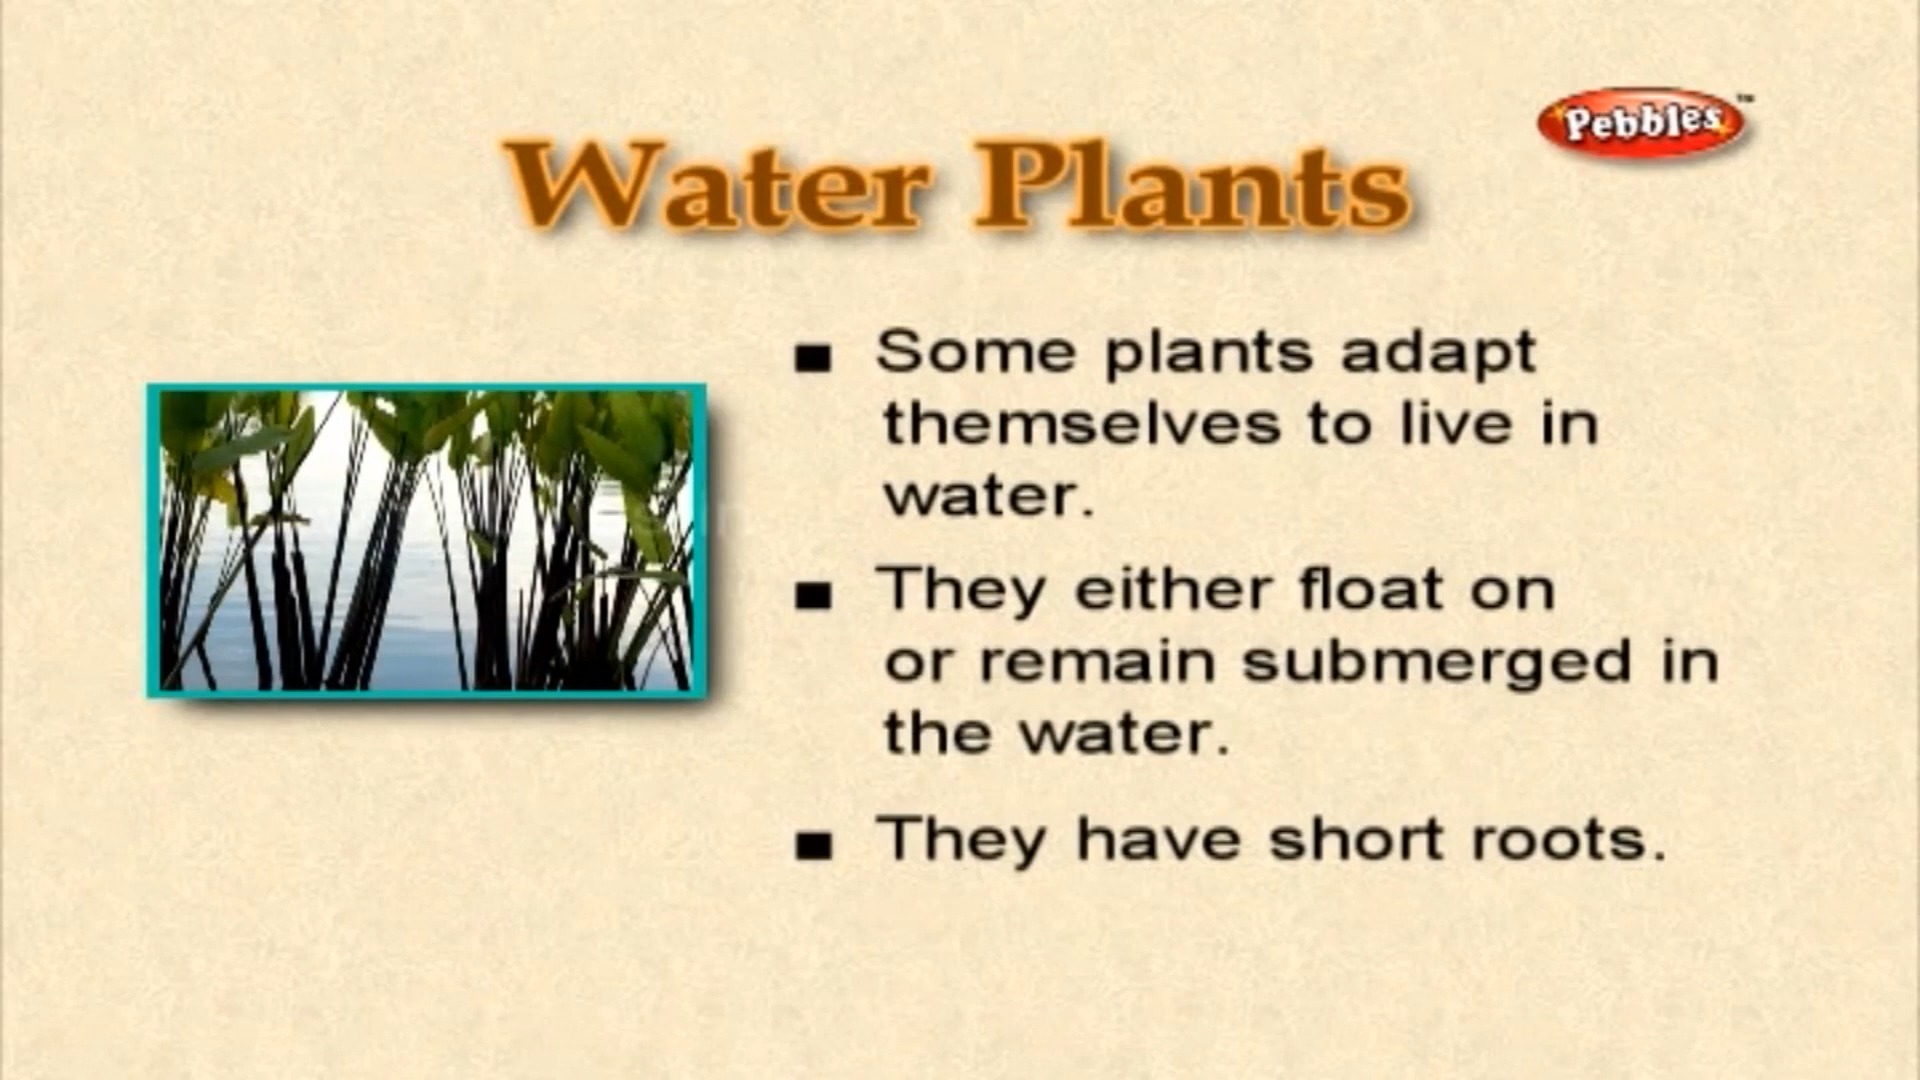 Pebbles™
Water Plants
■ Some plants adapt
themselves to live in
water.
■ They either float on
or remain submerged in
the water.
■ They have short roots.